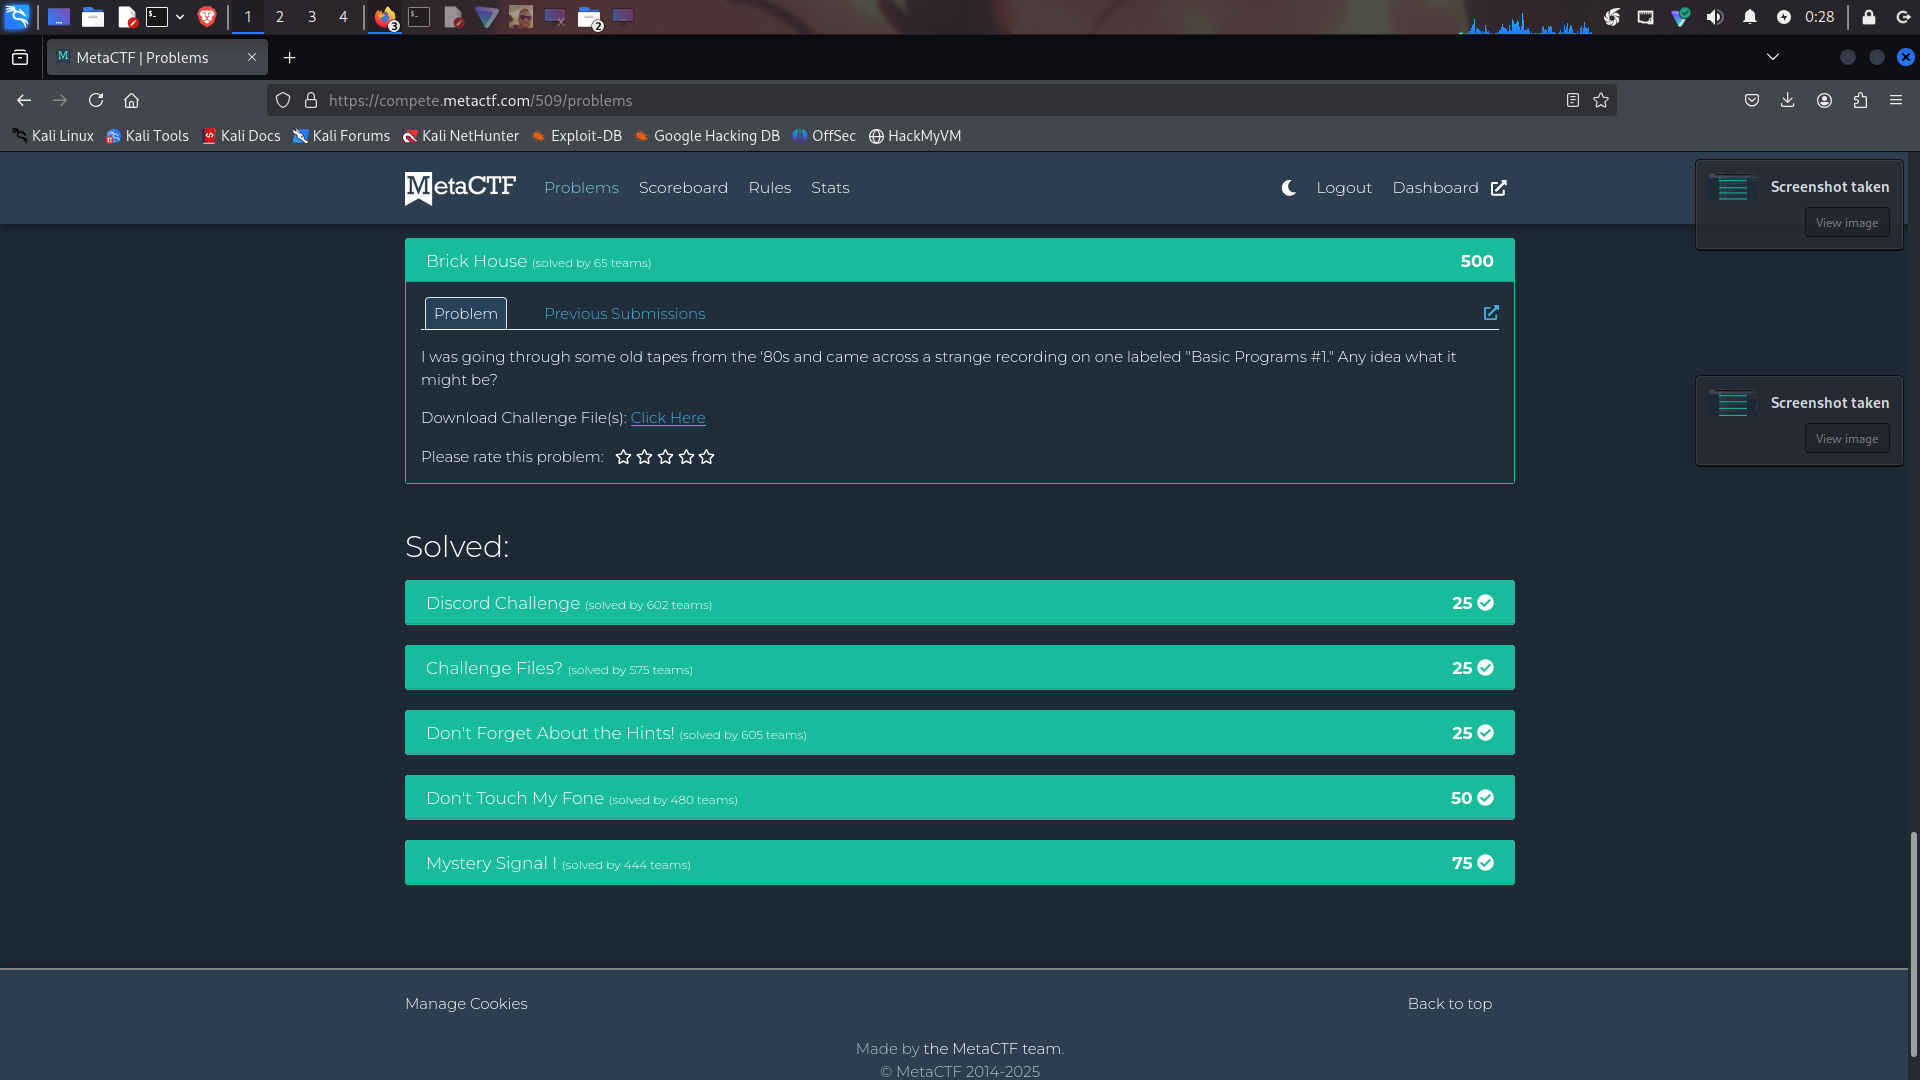 1
2
3
4
3
2
0:28
MetaCTF | Problems
https://compete.metactf.com/509/problems
Kali Linux
Kali Tools
Kali Docs
Kali Forums
Kali NetHunter
Exploit-DB
Google Hacking DB
OffSec
HackMyVM
MetaCTF
Problems
Scoreboard
Rules
Stats
Logout
Dashboard
Screenshot taken
View image
Screenshot taken
View image
Brick House (solved by 65 teams) 500
Problem
Previous Submissions
I was going through some old tapes from the '80s and came across a strange recording on one labeled "Basic Programs #1." Any idea what it
might be?
Download Challenge File(s): Click Here
Please rate this problem:
Solved:
Discord Challenge (solved by 602 teams) 25
Challenge Files? (solved by 575 teams) 25
Don't Forget About the Hints! (solved by 605 teams) 25
Don't Touch My Fone (solved by 480 teams) 50
Mystery Signal I (solved by 444 teams) 75
Manage Cookies
Back to top
Made by the MetaCTF team.
© MetaCTF 2014-2025